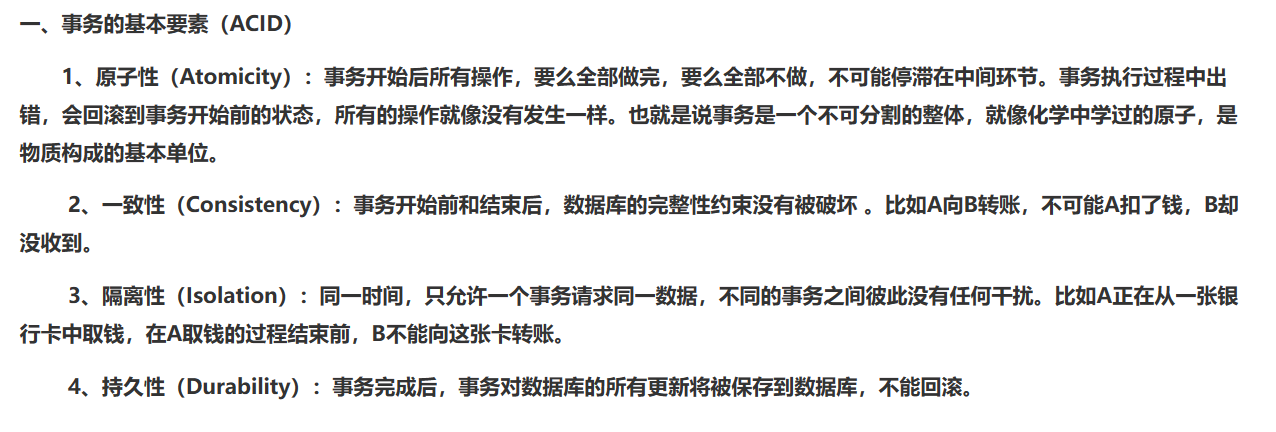 一、事务的基本要素（ACID）
1、原子性（Atomicity）：事务开始后所有操作，要么全部做完，要么全部不做，不可能停滞在中间环节。事务执行过程中出
错，会回滚到事务开始前的状态，所有的操作就像没有发生一样。也就是说事务是一个不可分割的整体，就像化学中学过的原子，是
物质构成的基本单位。
2、一致性（Consistency）：事务开始前和结束后，数据库的完整性约束没有被破坏 。比如A向B转账，不可能A扣了钱，B却
没收到。
3、隔离性（Isolation）：同一时间，只允许一个事务请求同一数据，不同的事务之间彼此没有任何干扰。比如A正在从一张银
行卡中取钱，在A取钱的过程结束前，B不能向这张卡转账。
4、持久性（Durability）：事务完成后，事务对数据库的所有更新将被保存到数据库，不能回滚。